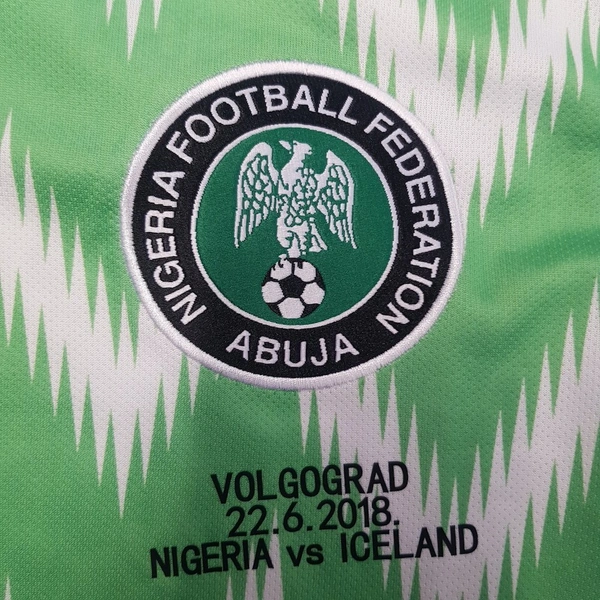 NIGERIA FOOTBALL FEDERATION
ABUJA
VOLGOGRAD
22.6.2018.
NIGERIA vs ICELAND